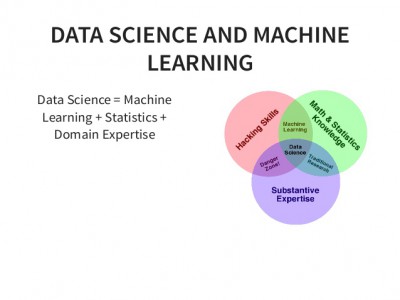 DATA SCIENCE AND MACHINE
LEARNING
Data Science = Machine
Learning + Statistics +
Domain Expertise
Hacking Skills
Math & Statistics
Knowledge
Machine
Learning
Data
Science
Danger
Zone!
Traditional
Research
Substantive
Expertise